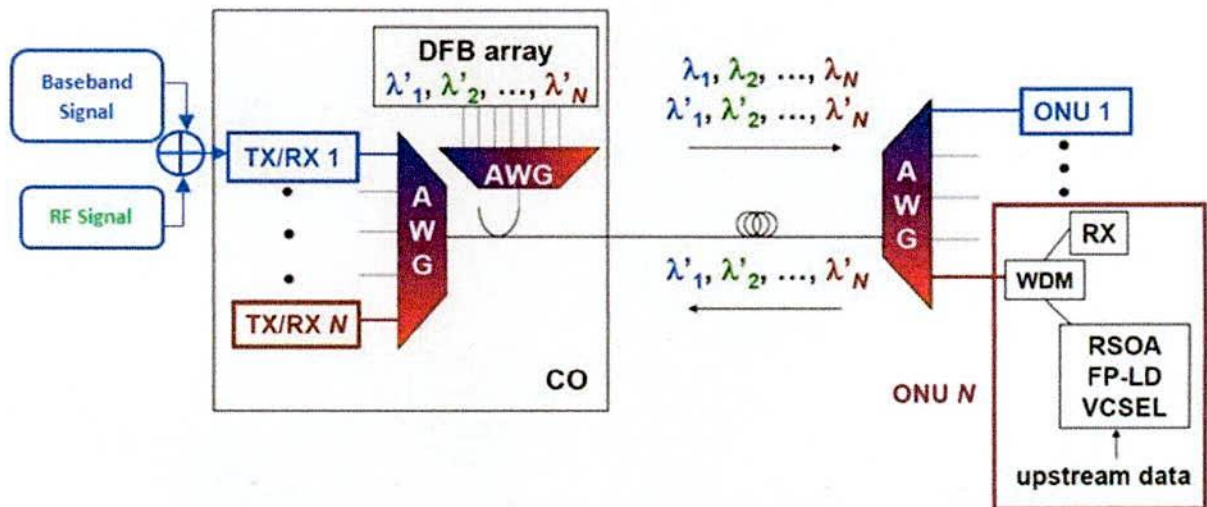 Baseband
Signal
RF Signal
TX/RX 1
TX/RX N
A
W
G
DFB array
λ'1, λ'2, ..., λ'N
AWG
CO
λ1, λ2, ..., λN
λ'1, λ'2, ..., λ'N
λ'1, λ'2, ..., λ'N
A
W
G
ONU 1
RX
WDM
RSOA
FP-LD
VCSEL
ONU N
upstream data